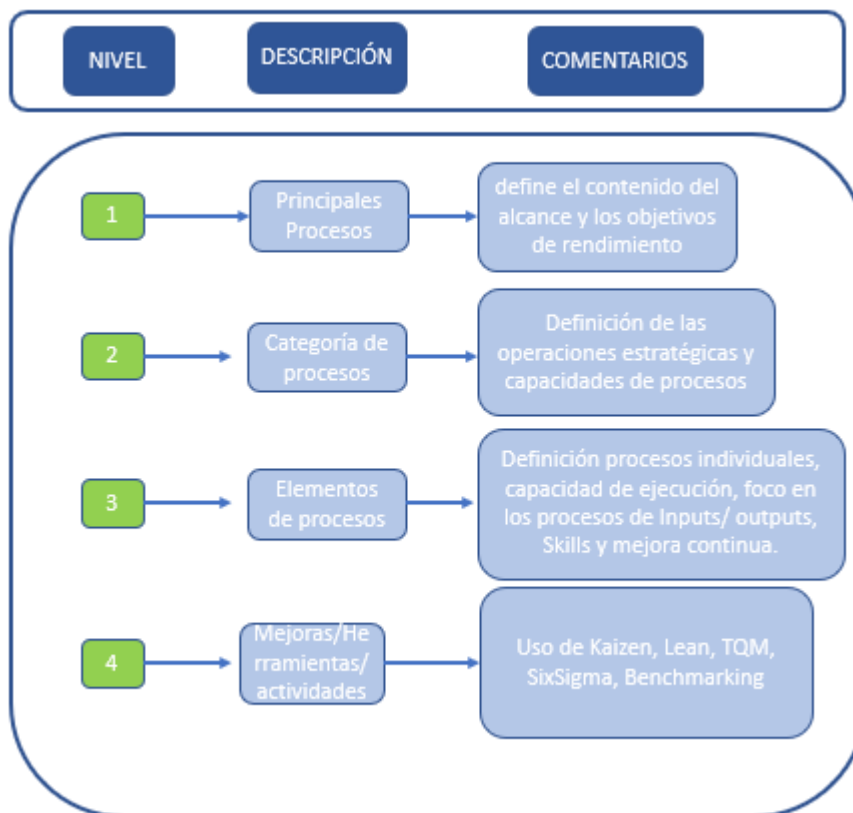 NIVEL
DESCRIPCIÓN
COMENTARIOS
1
Principales
Procesos
define el contenido del
alcance y los objetivos
de rendimiento
2
Categoría de
procesos
Definición de las
operaciones estratégicas y
capacidades de procesos
3
Elementos
de procesos
Definición procesos individuales,
capacidad de ejecución, foco en
los procesos de Inputs/ outputs,
Skills y mejora continua.
4
Mejoras/He
rramientas/
actividades
Uso de Kaizen, Lean, TQM,
SixSigma, Benchmarking